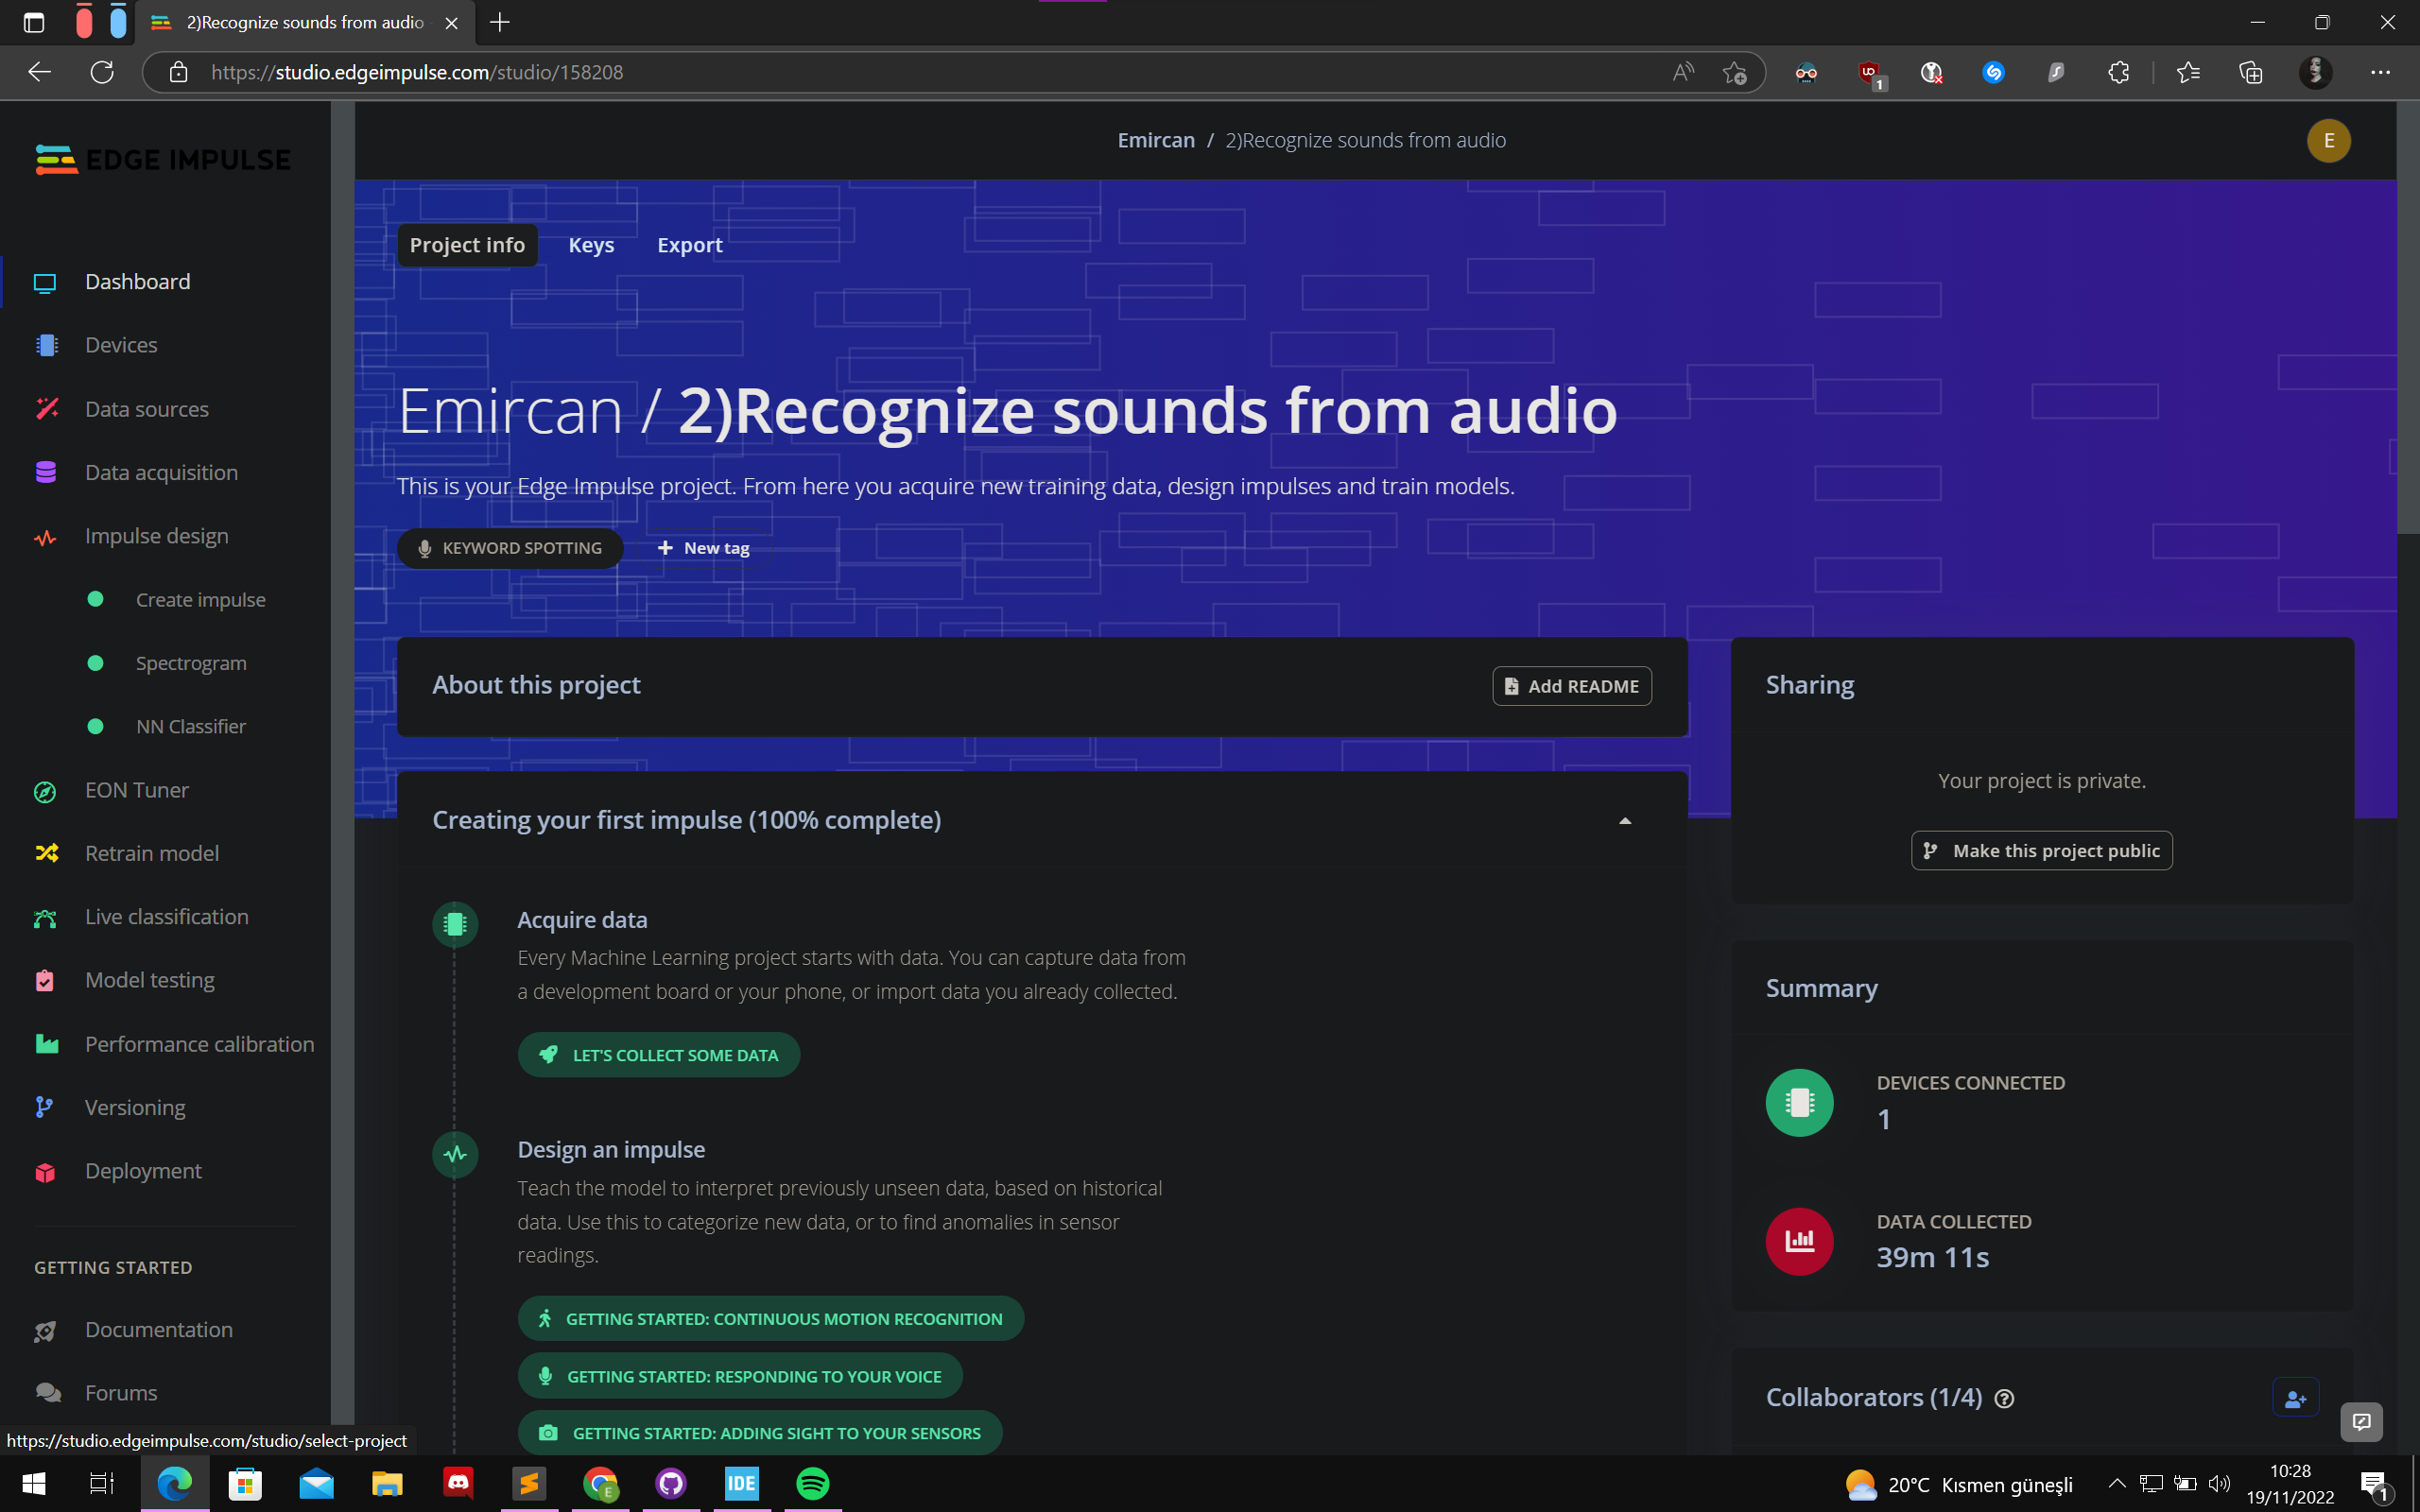 2)Recognize sounds from audio
https://studio.edgeimpulse.com/studio/158208
1
EDGE IMPULSE
Emircan / 2)Recognize sounds from audio
E
Dashboard
Devices
Data sources
Data acquisition
Impulse design
Create impulse
Spectrogram
NN Classifier
EON Tuner
Retrain model
Live classification
Model testing
Performance calibration
Versioning
Deployment
GETTING STARTED
Documentation
Forums
https://studio.edgeimpulse.com/studio/select-project
Project info
Keys
Export
Emircan / 2)Recognize sounds from audio
This is your Edge Impulse project. From here you acquire new training data, design impulses and train models.
KEYWORD SPOTTING
+ New tag
About this project
Add README
Creating your first impulse (100% complete)
Acquire data
Every Machine Learning project starts with data. You can capture data from
a development board or your phone, or import data you already collected.
LET'S COLLECT SOME DATA
Design an impulse
Teach the model to interpret previously unseen data, based on historical
data. Use this to categorize new data, or to find anomalies in sensor
readings.
GETTING STARTED: CONTINUOUS MOTION RECOGNITION
GETTING STARTED: RESPONDING TO YOUR VOICE
GETTING STARTED: ADDING SIGHT TO YOUR SENSORS
Sharing
Your project is private.
Make this project public
Summary
DEVICES CONNECTED
1
DATA COLLECTED
39m 11s
Collaborators (1/4)
E
IDE
20°C Kısmen güneşli
10:28
19/11/2022
1